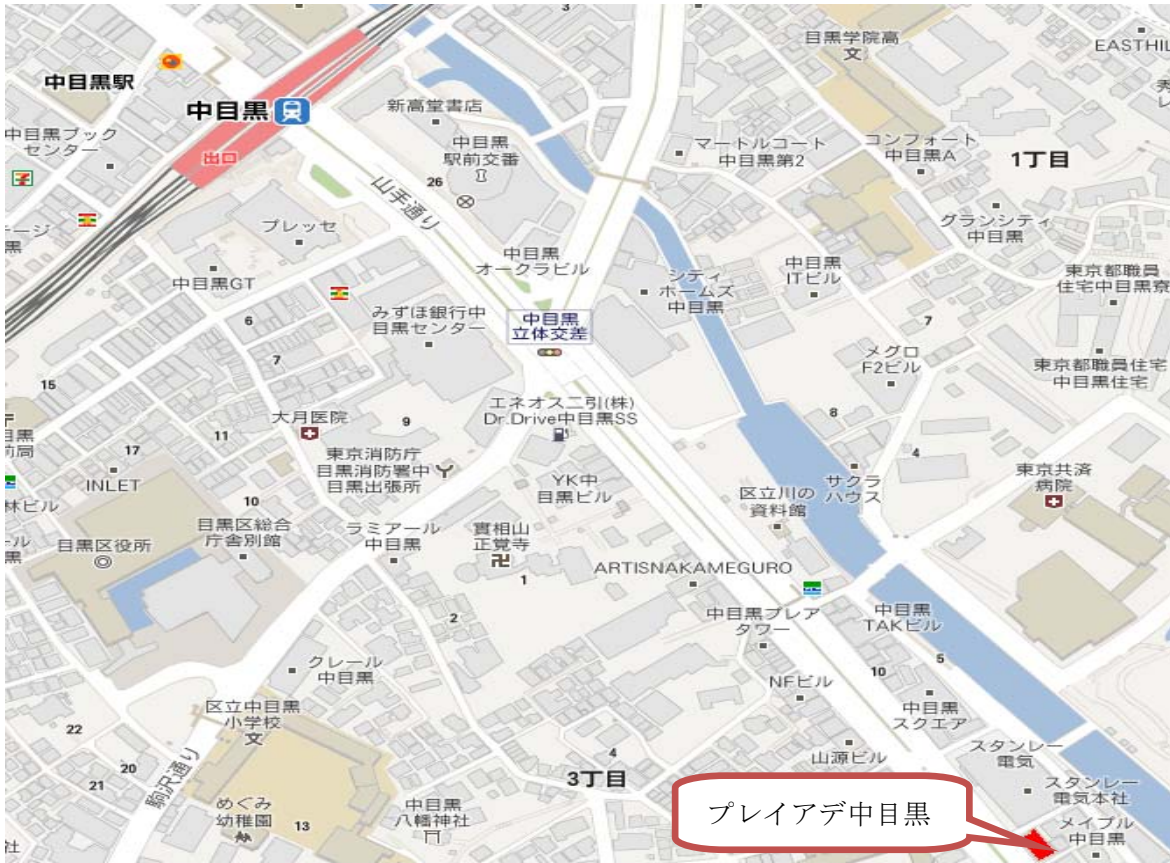 3
目黒学院高
文
EASTHIL
中目黒駅
中目黒
新高堂書店
中目黒ブック
センター
出口
中目黒
駅前交番
マートルコート
中目黒第2
コンフォート
中目黒A
1丁目
山手通り
26
グランシティ
中目黒
プレッセ
中目黒GT
中目黒
オークラビル
シティ
ホームズ
中目黒
中目黒
ITビル
東京都職員
住宅中目黒寮
みずほ銀行中
目黒センター
中目黒
立体交差
6
7
7
メグロ
F2ビル
東京都職員住宅
中目黒住宅
15
エネオス二引(株)
Dr.Drive中目黒SS
大月医院
9
8
11
17
東京消防庁
目黒消防署中
目黒出張所
4
INLET
YK中
目黒ビル
区立川の
資料館
サクラ
ハウス
東京共済
病院
林ビル
10
目黒区総合
庁舎別館
ラミアール
中目黒
實相山
正覚寺
目黒区役所
1
ARTISNAKAMEGURO
2
中目黒プレア
タワー
中目黒
TAKビル
クレール
中目黒
10
5
NFビル
区立中目黒
小学校
文
中目黒
スクエア
22
山源ビル
スタンレー
電気
20
21
駒沢通り
4
3丁目
スタンレー
電気本社
めぐみ
幼稚園
13
中目黒
八幡神社
プレイアデ中目黒
メイプル
中目黒